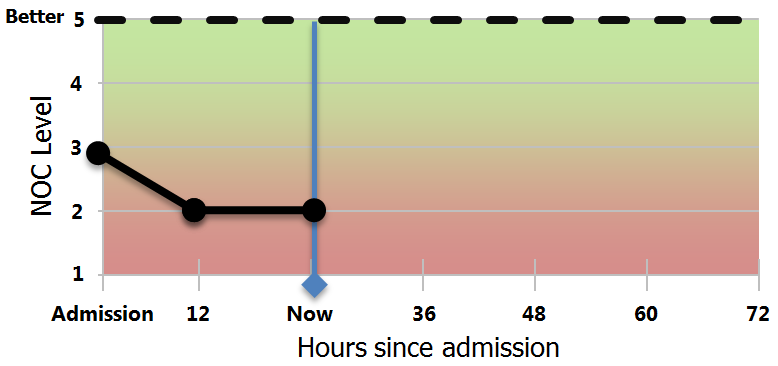 Better 5
4
3
2
1
NOC Level
Admission 12 Now 36 48 60 72
Hours since admission